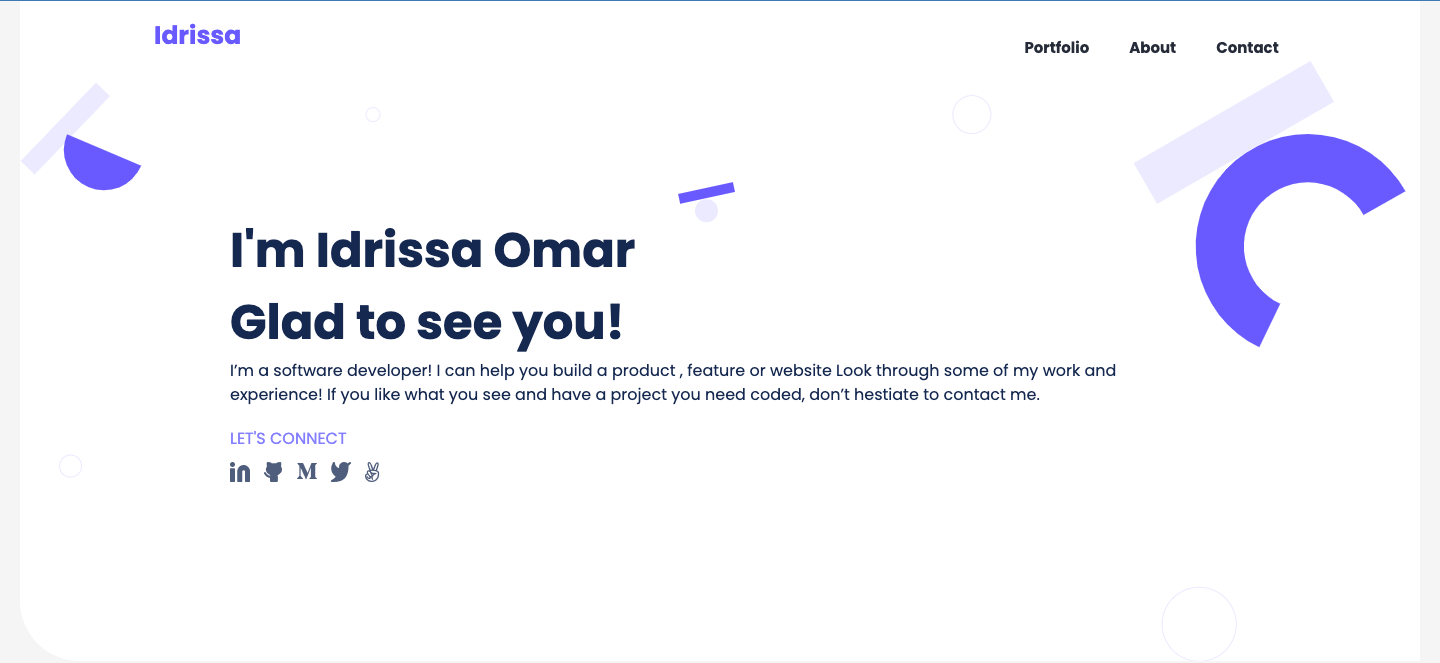 Idrissa
Portfolio About Contact
I'm Idrissa Omar
Glad to see you!
I’m a software developer! I can help you build a product , feature or website Look through some of my work and
experience! If you like what you see and have a project you need coded, don’t hestiate to contact me.
LET'S CONNECT